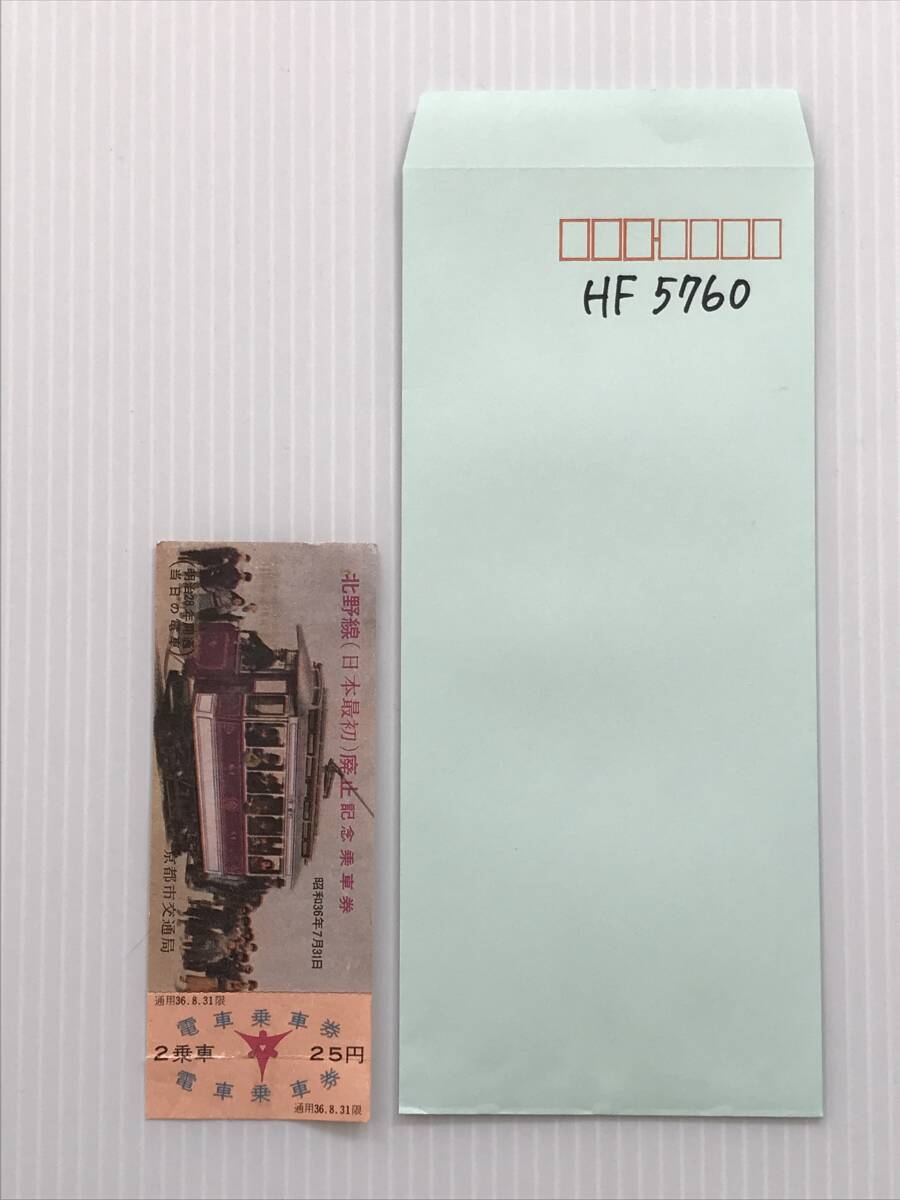 HF 5760
北野線(日本最初)廃止記念乗車券
昭和36年7月31日
(明治28年開通)
(当日の電車)
京都市交通局
通用36.8.31限
電車乗車券
2乗車 25円
電車乗車券
通用36.8.31限